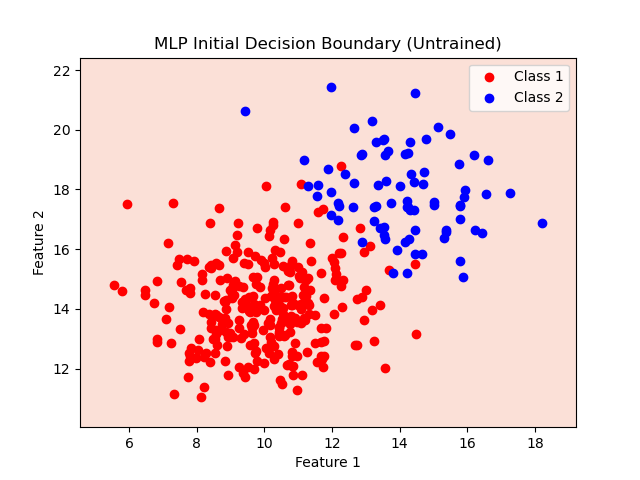 MLP Initial Decision Boundary (Untrained)
22
20
18
16
14
12
Feature 2
Class 1
Class 2
6
8
10
12
14
16
18
Feature 1